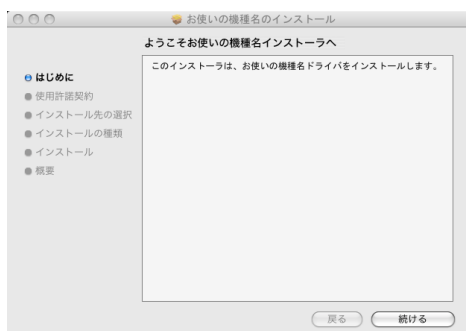 お使いの機種名のインストール
ようこそお使いの機種名インストーラへ
はじめに
使用許諾契約
インストール先の選択
インストールの種類
インストール
概要
このインストーラは、お使いの機種名ドライバをインストールします。
戻る
続ける